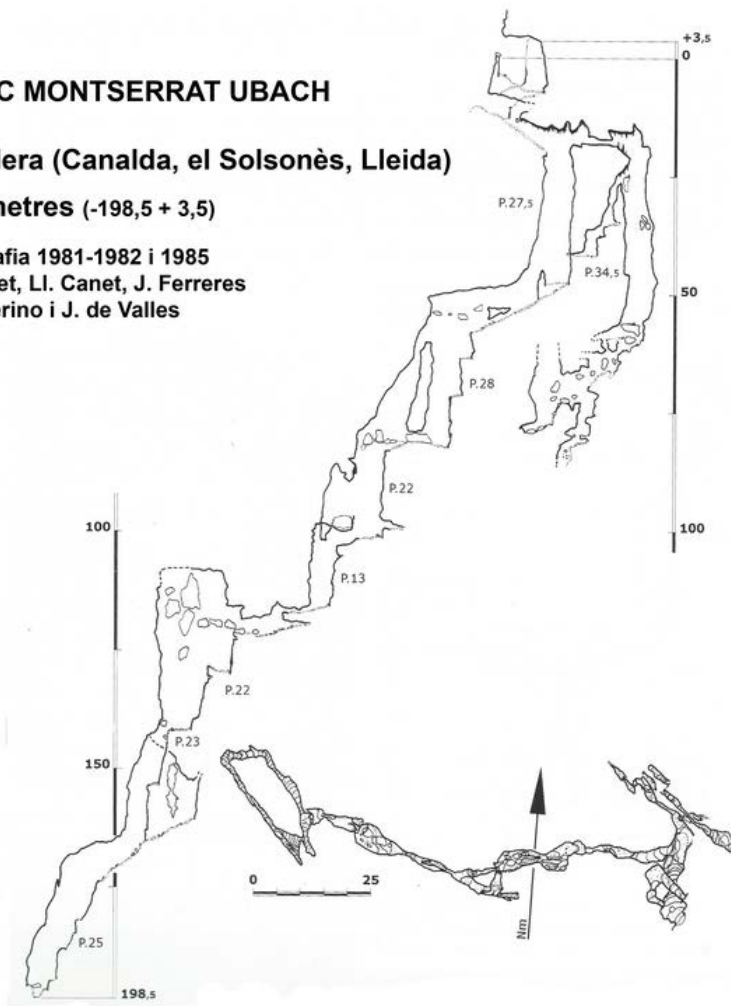 C MONTSERRAT UBACH
lera (Canalda, el Solsonès, Lleida)
netres (-198,5 + 3,5)
afia 1981-1982 i 1985
et, Ll. Canet, J. Ferreres
erino i J. de Valles
+3,5
0
P.27,5
P.34,5
50
P.28
P.22
100
100
P.13
P.22
P.23
150
0 25
Nm
P.25
198,5